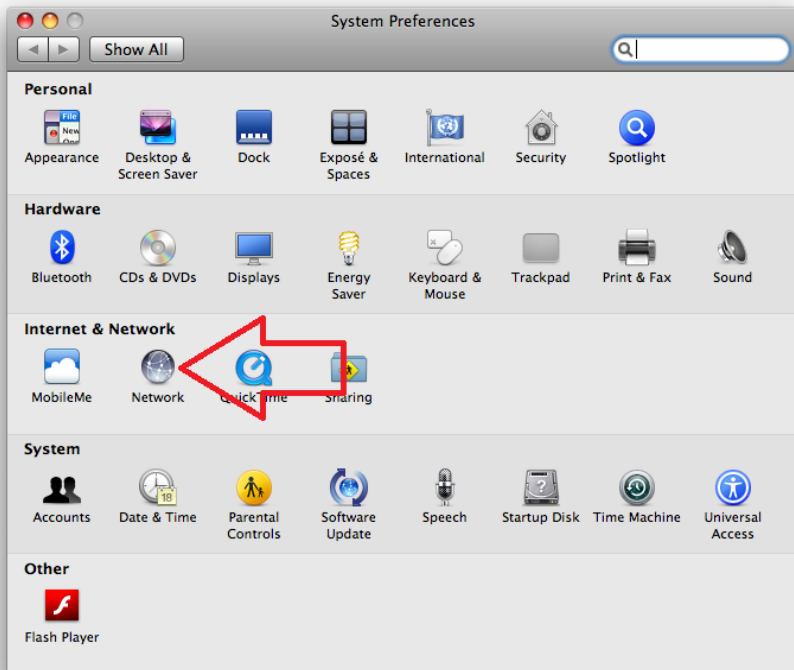 System Preferences
Show All
Personal
Appearance
Desktop &
Screen Saver
Dock
Exposé &
Spaces
International
Security
Spotlight
Hardware
Bluetooth
CDs & DVDs
Displays
Energy
Saver
Keyboard &
Mouse
Trackpad
Print & Fax
Sound
Internet & Network
MobileMe
Network
QuickTime
Sharing
System
Accounts
18
Date & Time
Parental
Controls
Software
Update
Speech
?
Startup Disk
Time Machine
Universal
Access
Other
Flash Player